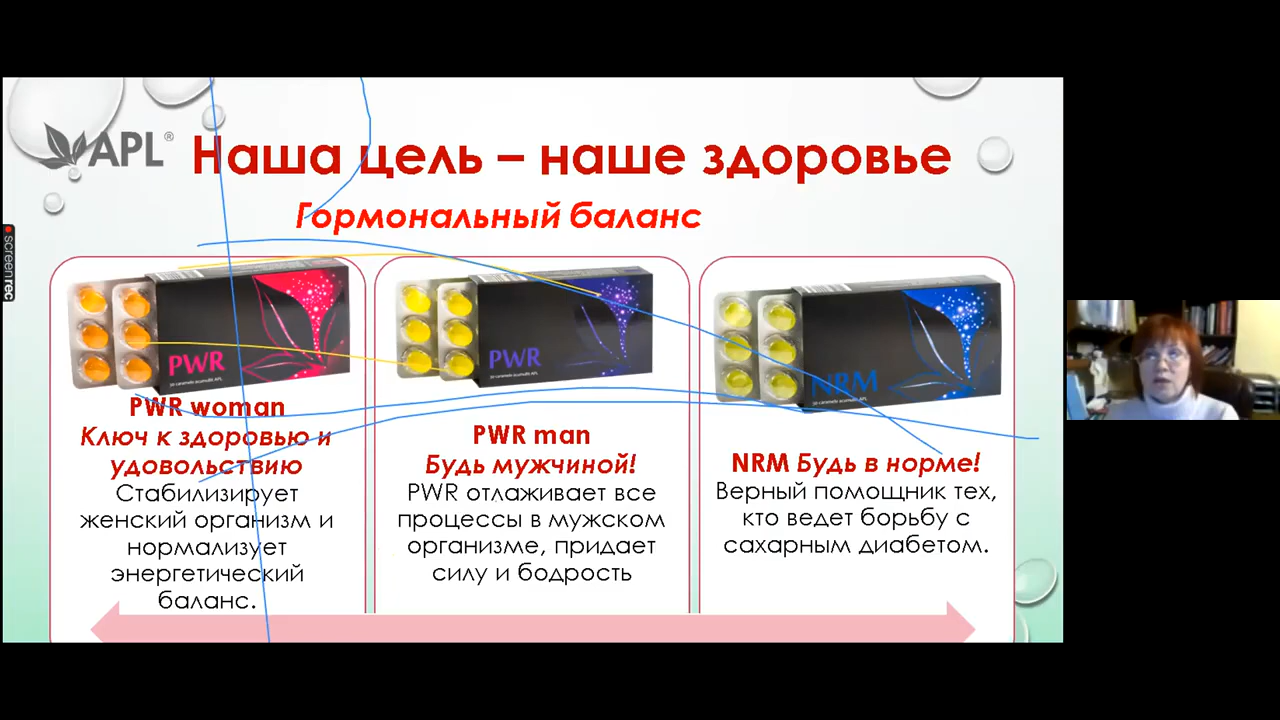 APL®
Наша цель – наше здоровье
Гормональный баланс
screen rec
PWR
PWR woman
Ключ к здоровью и
удовольствию
Стабилизирует
женский организм и
нормализует
энергетический
баланс.
PWR
PWR man
Будь мужчиной!
PWR отлаживает все
процессы в мужском
организме, придает
силу и бодрость
NRM
NRM Будь в норме!
Верный помощник тех,
кто ведет борьбу с
сахарным диабетом.